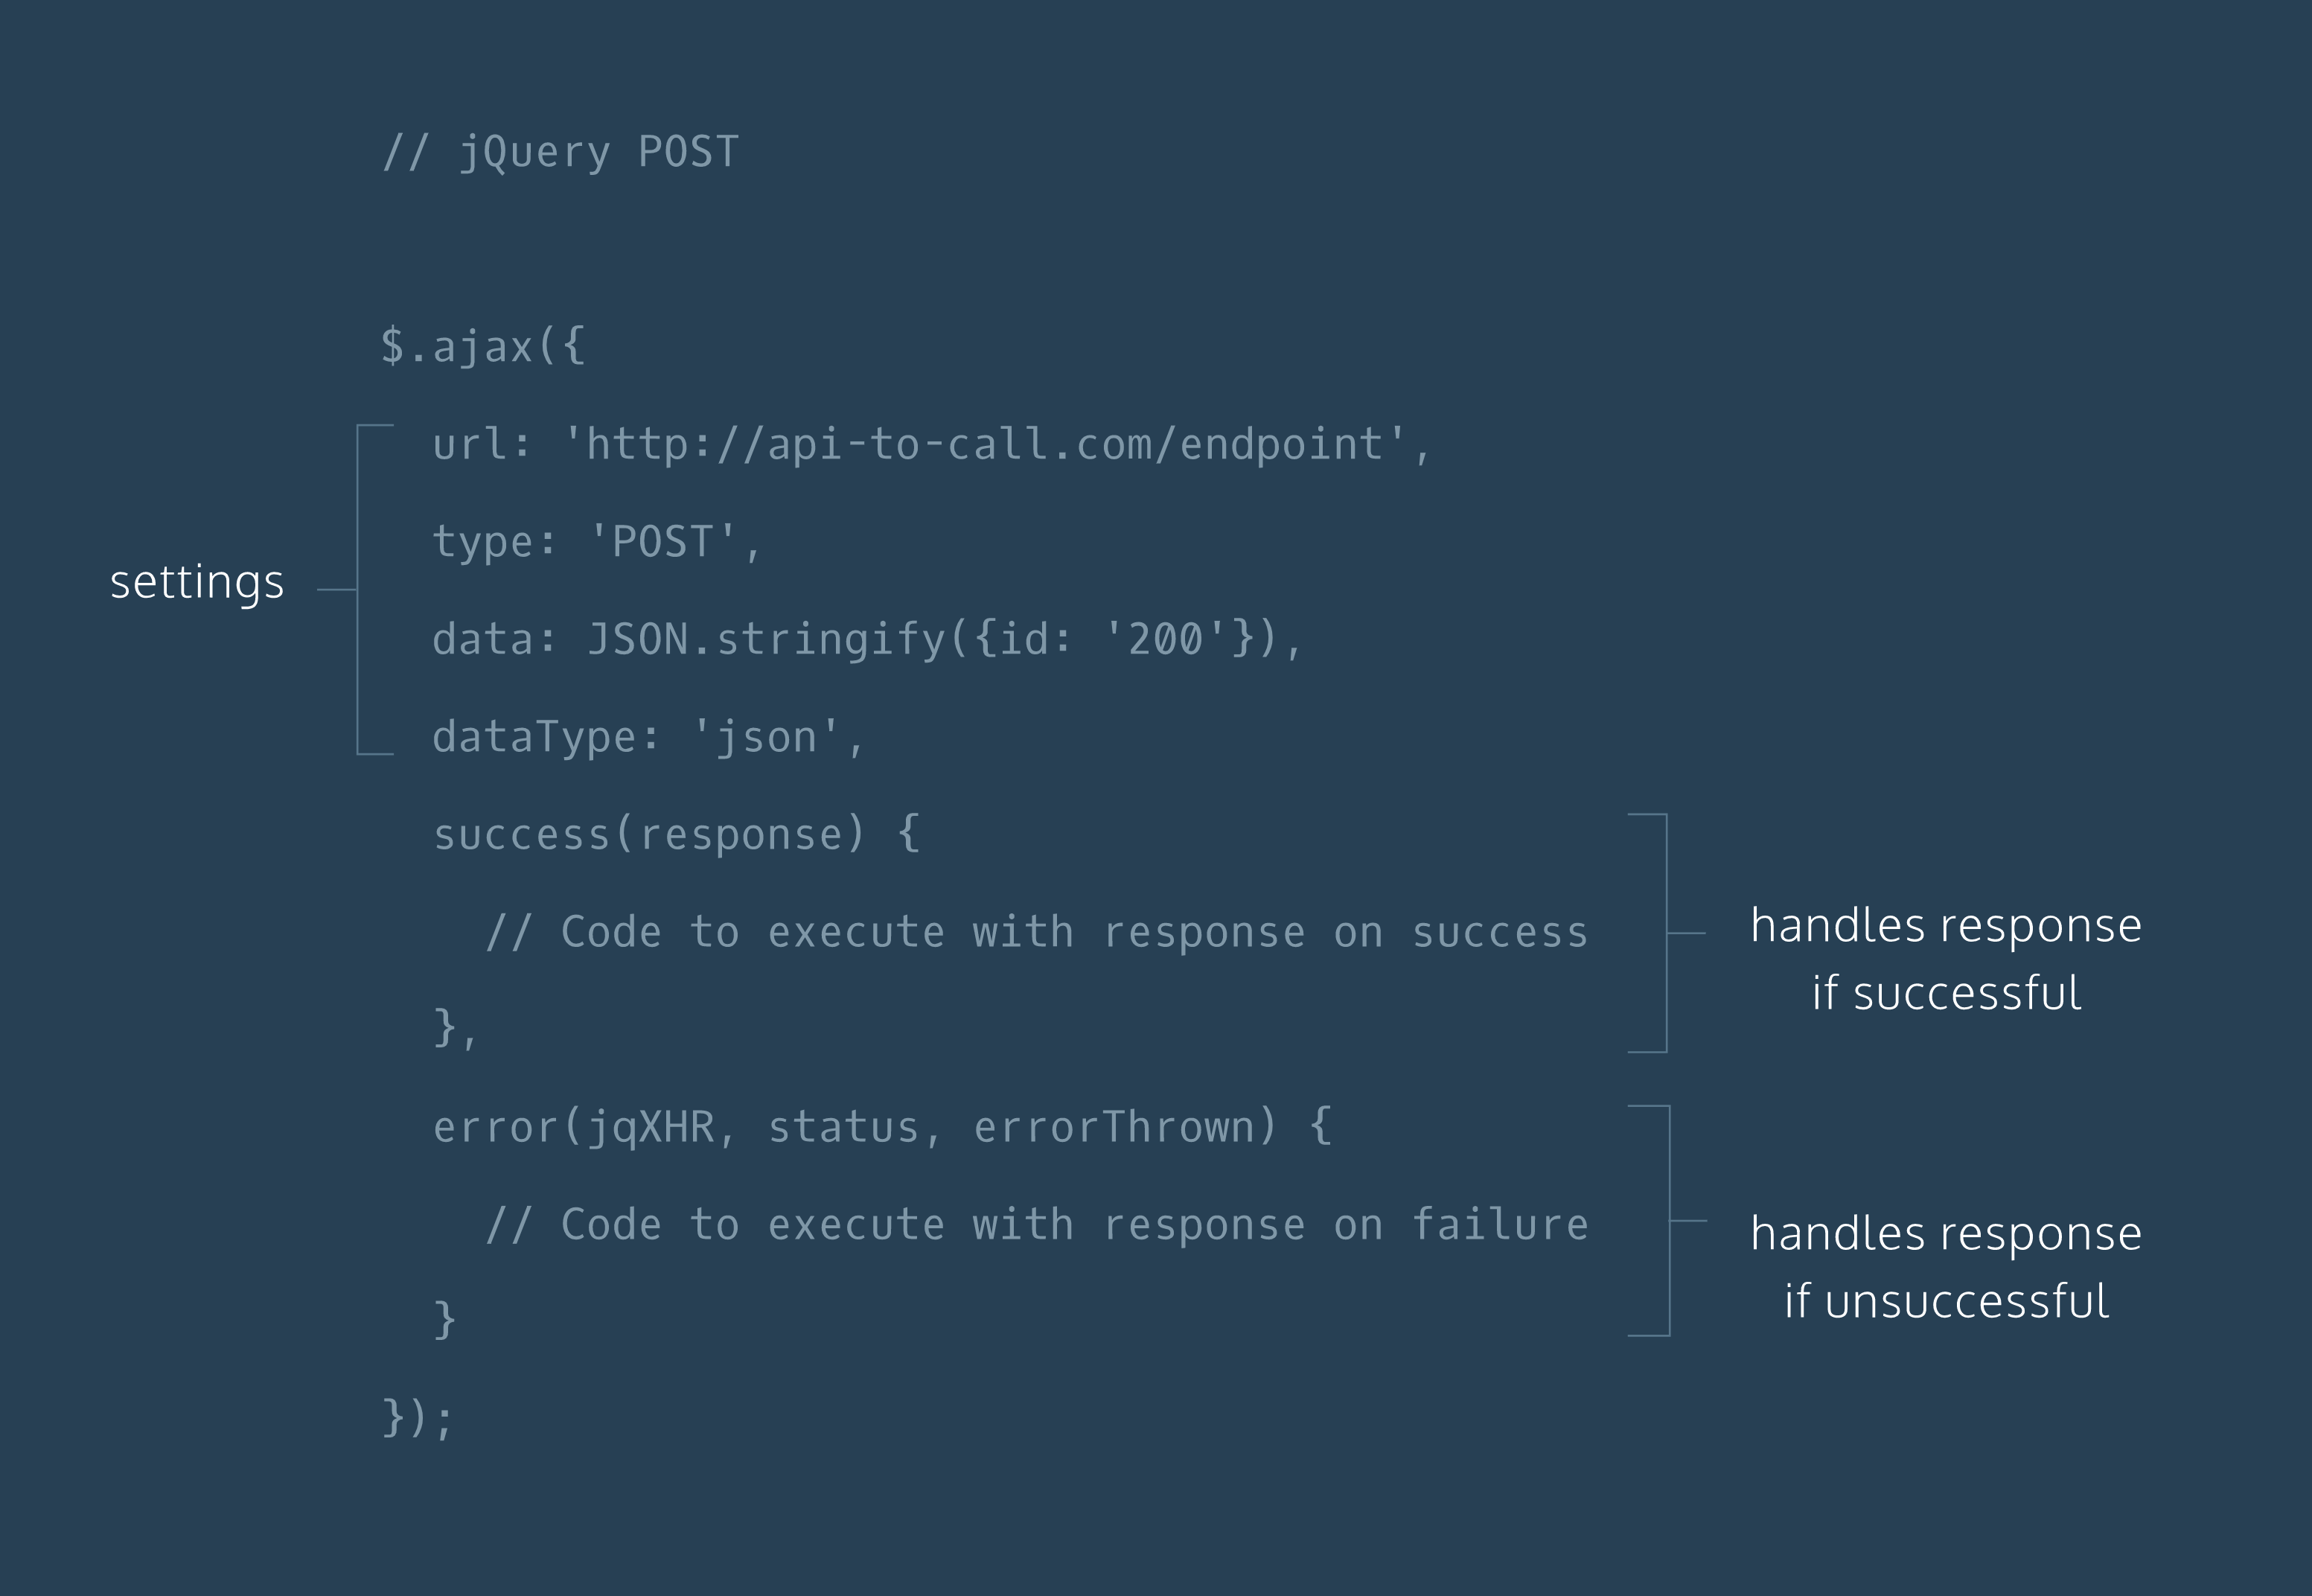 // jQuery POST
$.ajax({
url: 'http://api-to-call.com/endpoint',
type: 'POST',
settings
data: JSON.stringify({id: '200'}),
dataType: 'json',
success(response) {
// Code to execute with response on success
handles response
if successful
},
error(jqXHR, status, errorThrown) {
// Code to execute with response on failure
handles response
if unsuccessful
}
});